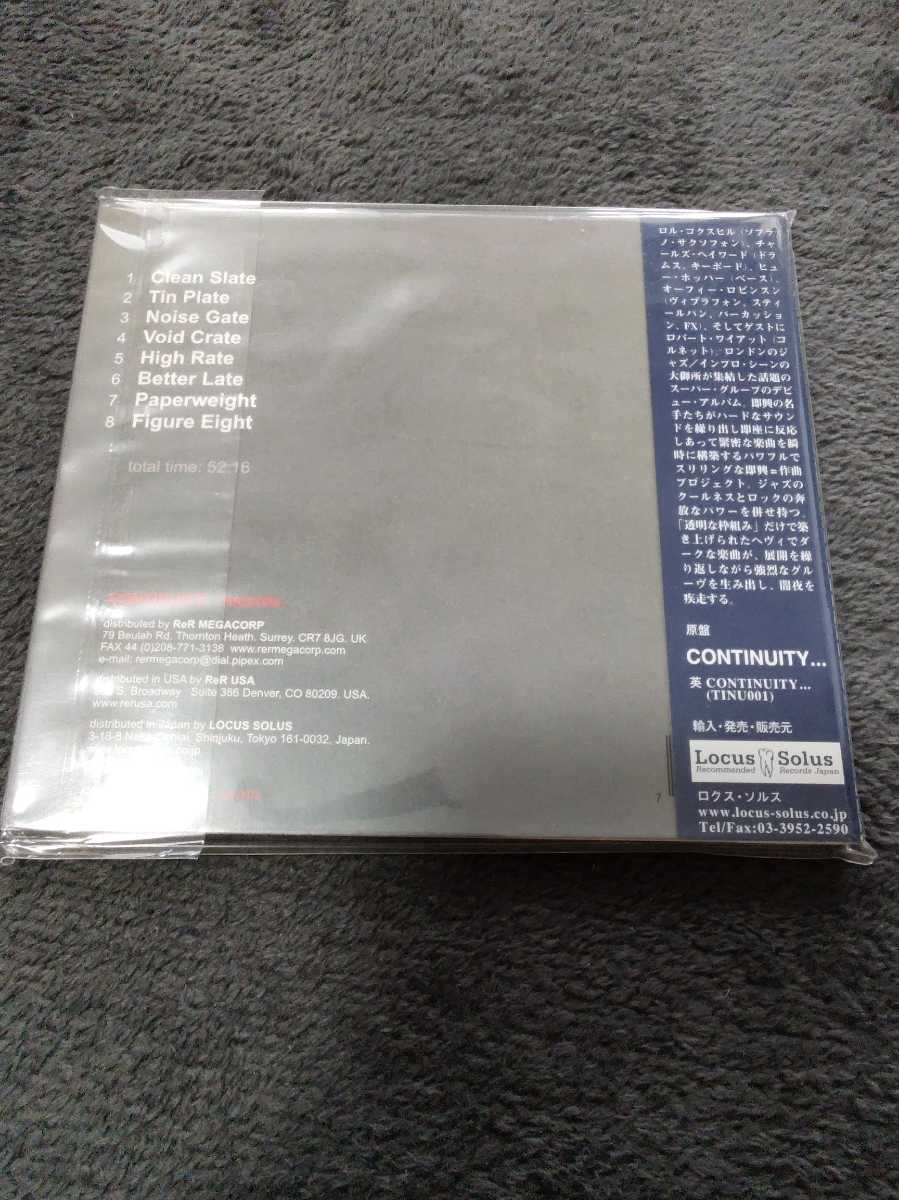 1 Clean Slate
2 Tin Plate
3 Noise Gate
4 Void Crate
5 High Rate
6 Better Late
7 Paperweight
8 Figure Eight
total time: 52.16
CONTINUITY...
distributed by ReR MEGACORP
79 Beulah Rd, Thornton Heath, Surrey, CR7 8JG. UK
FAX 44 (0)208-771-3138 www.rermegacorp.com
e-mail: rermegacorp@dial.pipex.com
distributed in USA by ReR USA
S. Broadway Suite 386 Denver, CO 80209. USA.
www.rerusa.com
distributed in Japan by LOCUS SOLUS
3-18-8 Shinjuku, Tokyo 161-0032, Japan.
7
ロル・コクスヒル（ソプラ
ノ・サクソフォン）、チャ
ールズ・ヘイワード（ドラ
ムス、キーボード）、ヒュ
ー・ホッパー（ベース）、
オーフィー・ロビンスン
（ヴィブラフォン、スティ
ールパン、パーカッショ
ン、FX）、そしてゲストに
ロバート・ワイアット（コ
ルネット）。ロンドンのジ
ャズ／インプロ・シーンの
大御所が集結した話題の
スーパー・グループのデビ
ュー・アルバム。即興の名
手たちがハードなサウン
ドを繰り出し即座に反応
しあって緊密な楽曲を瞬
時に構築するパワフルで
スリリングな即興=作曲
プロジェクト。ジャズの
クールネスとロックの奔
放なパワーを併せ持つ。
「透明な枠組み」だけで築
き上げられたヘヴィでダ
ークな楽曲が、展開を繰
り返しながら強烈なグル
ーヴを生み出し、闇夜を
疾走する。
原盤
CONTINUITY...
英 CONTINUITY...
(TINU001)
輸入・発売・販売元
Locus Solus
Recommended Records Japan
ロクス・ソルス
www.locus-solus.co.jp
Tel/Fax:03-3952-2590